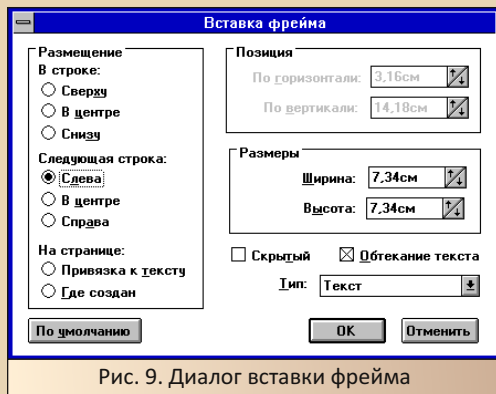 Вставка фрейма
Размещение
В строке:
Сверху
В центре
Снизу
Следующая строка:
Слева
В центре
Справа
На странице:
Привязка к тексту
Где создан
Позиция
По горизонтали: 3,16см
По вертикали: 14,18см
Размеры
Ширина: 7,34см
Высота: 7,34см
Скрытый Обтекание текста
Тип: Текст
По умолчанию OK Отменить
Рис. 9. Диалог вставки фрейма